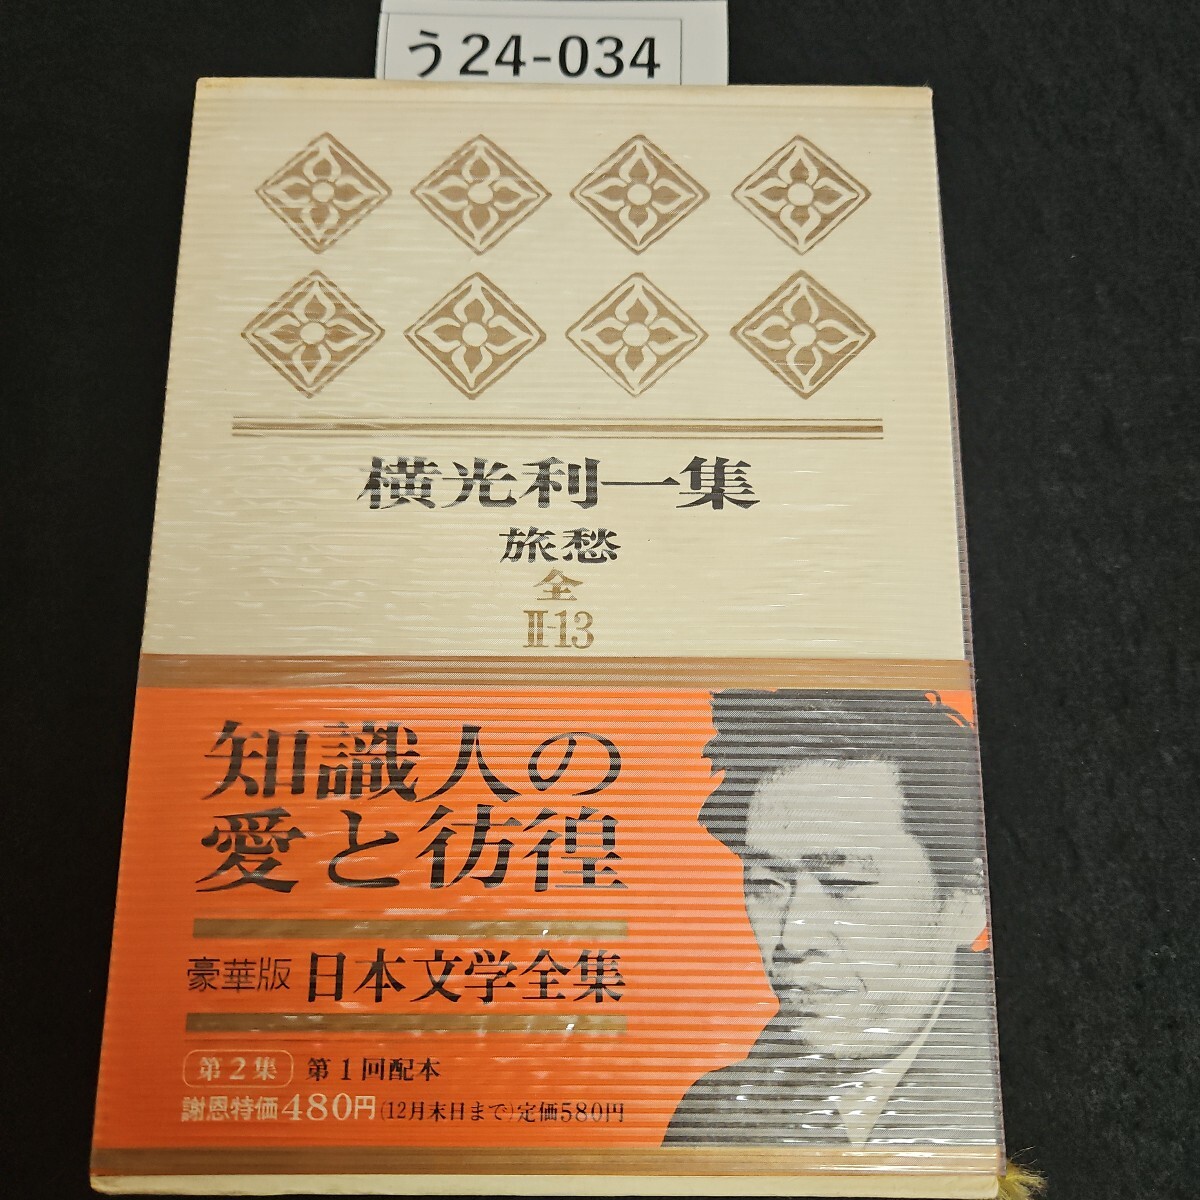 う24-034
横光利一集
旅愁
全
Ⅱ-13
知識人の
愛と彷徨
豪華版 日本文学全集
第2集 第1回配本
謝恩特価480円(12月末日まで)定価580円